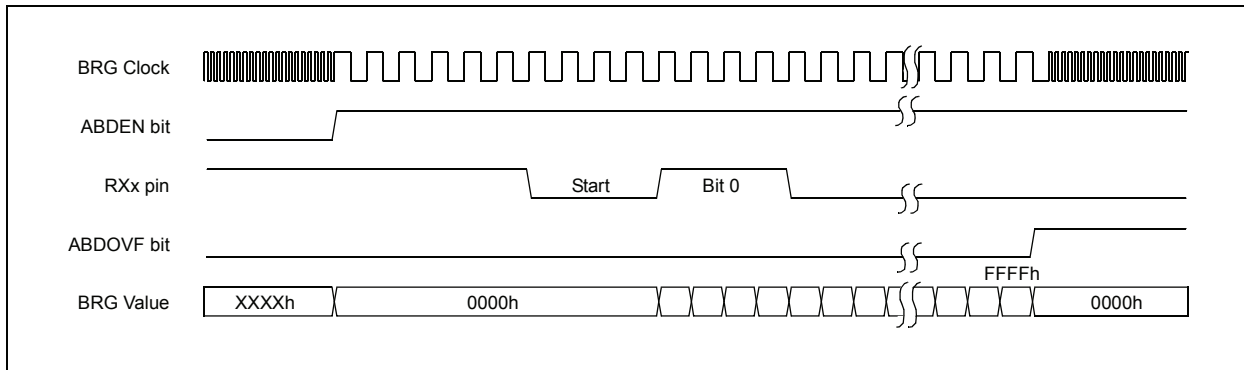 BRG Clock
ABDEN bit
RXx pin
Start
Bit 0
ABDOVF bit
FFFFh
BRG Value
XXXXh
0000h
0000h